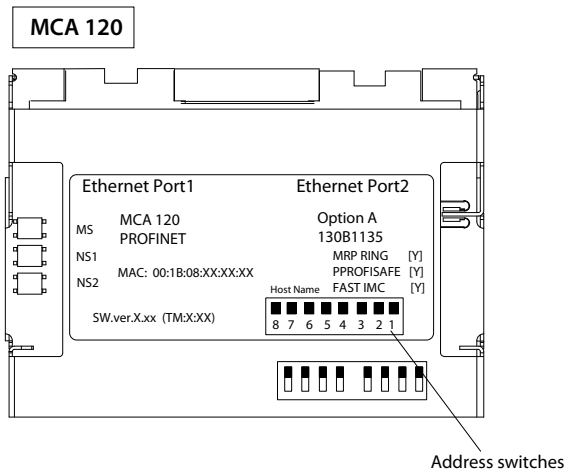 MCA 120
Ethernet Port1 Ethernet Port2
MS MCA 120 Option A
PROFINET 130B1135
NS1 MRP RING [Y]
MAC: 00:1B:08:XX:XX:XX PPROFISAFE [Y]
NS2 Host Name FAST IMC [Y]
SW.ver.X.xx (TM:X:XX) 8 7 6 5 4 3 2 1
Address switches